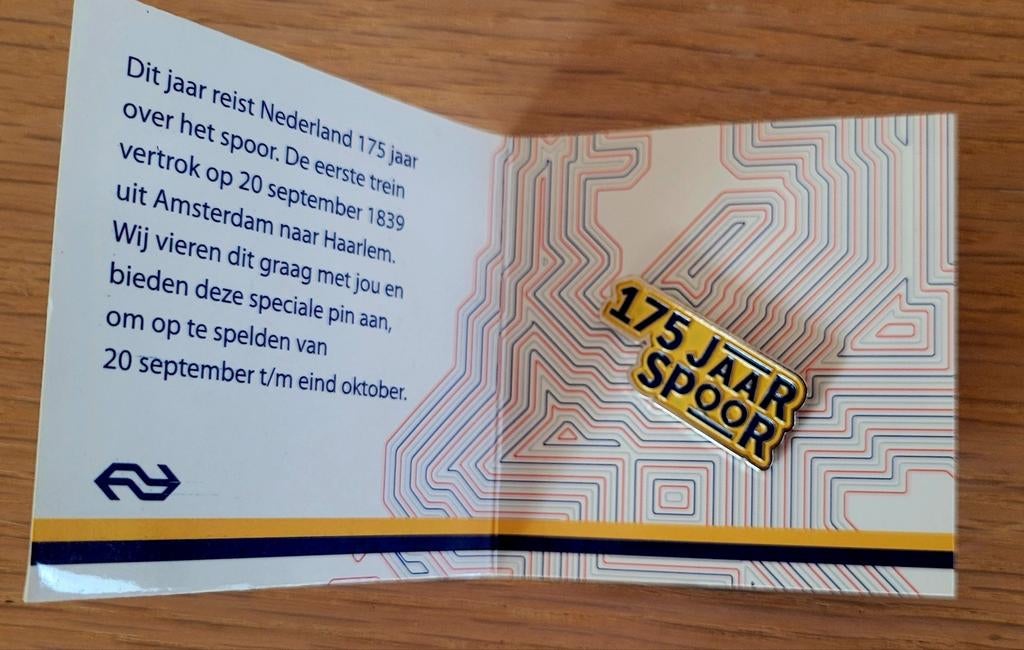 Dit jaar reist Nederland 175 jaar
over het spoor. De eerste trein
vertrok op 20 september 1839
uit Amsterdam naar Haarlem.
Wij vieren dit graag met jou en
bieden deze speciale pin aan,
om op te spelden van
20 september t/m eind oktober.
175 JAAR
SPOOR